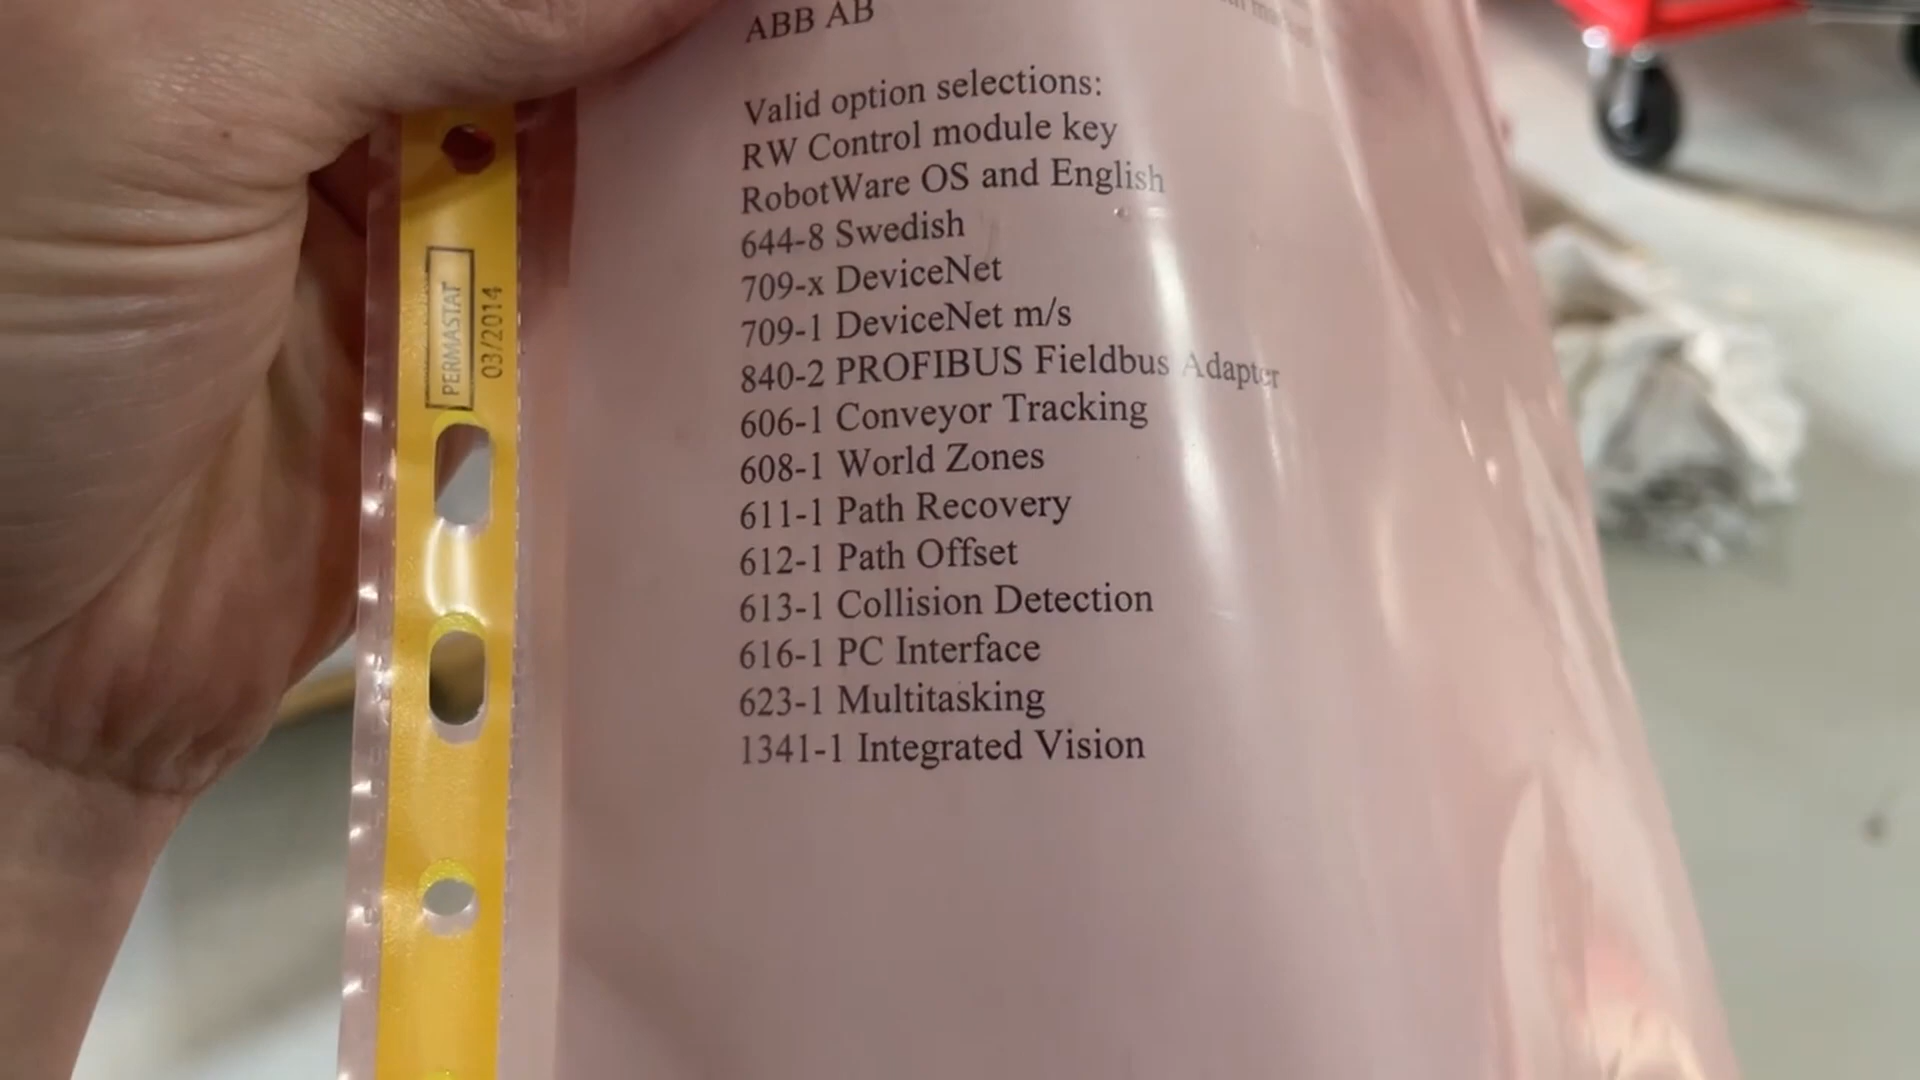 ABB AB
Valid option selections:
RW Control module key
RobotWare OS and English
644-8 Swedish
709-x DeviceNet
709-1 DeviceNet m/s
840-2 PROFIBUS Fieldbus Adapter
606-1 Conveyor Tracking
608-1 World Zones
611-1 Path Recovery
612-1 Path Offset
613-1 Collision Detection
616-1 PC Interface
623-1 Multitasking
1341-1 Integrated Vision
PERMASTAT
03/2014